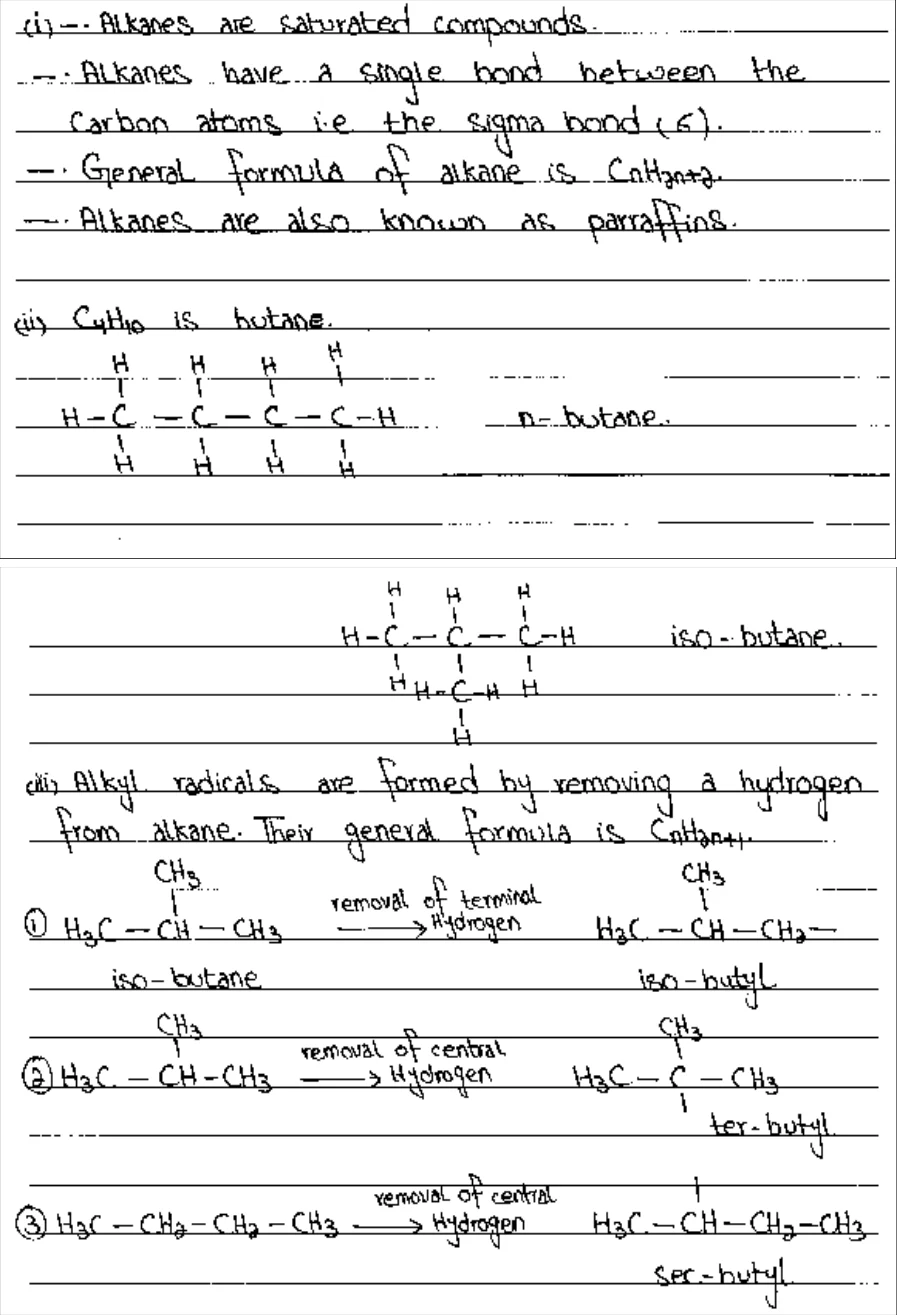 (i) -. Alkanes are saturated compounds.
-. Alkanes have a single bond between the
Carbon atoms i.e the sigma bond (σ).
-. General formula of alkane is CnH2n+2.
-. Alkanes are also known as parraffins.
(ii) C4H10 is butane.
H H H H
H-C-C-C-C-H n-butane.
H H H H
H H H
H-C-C-C-H iso-butane.
H H-C-H H
H
(iii) Alkyl radicals are formed by removing a hydrogen
from alkane. Their general formula is CnH2n+1.
CH3 CH3
① H3C-CH-CH3 removal of terminal Hydrogen → H3C-CH-CH2-
iso-butane iso-butyl
CH3 CH3
② H3C-CH-CH3 removal of central Hydrogen → H3C-C-CH3
ter-butyl
③ H3C-CH2-CH2-CH3 removal of central Hydrogen → H3C-CH-CH2-CH3
sec-butyl